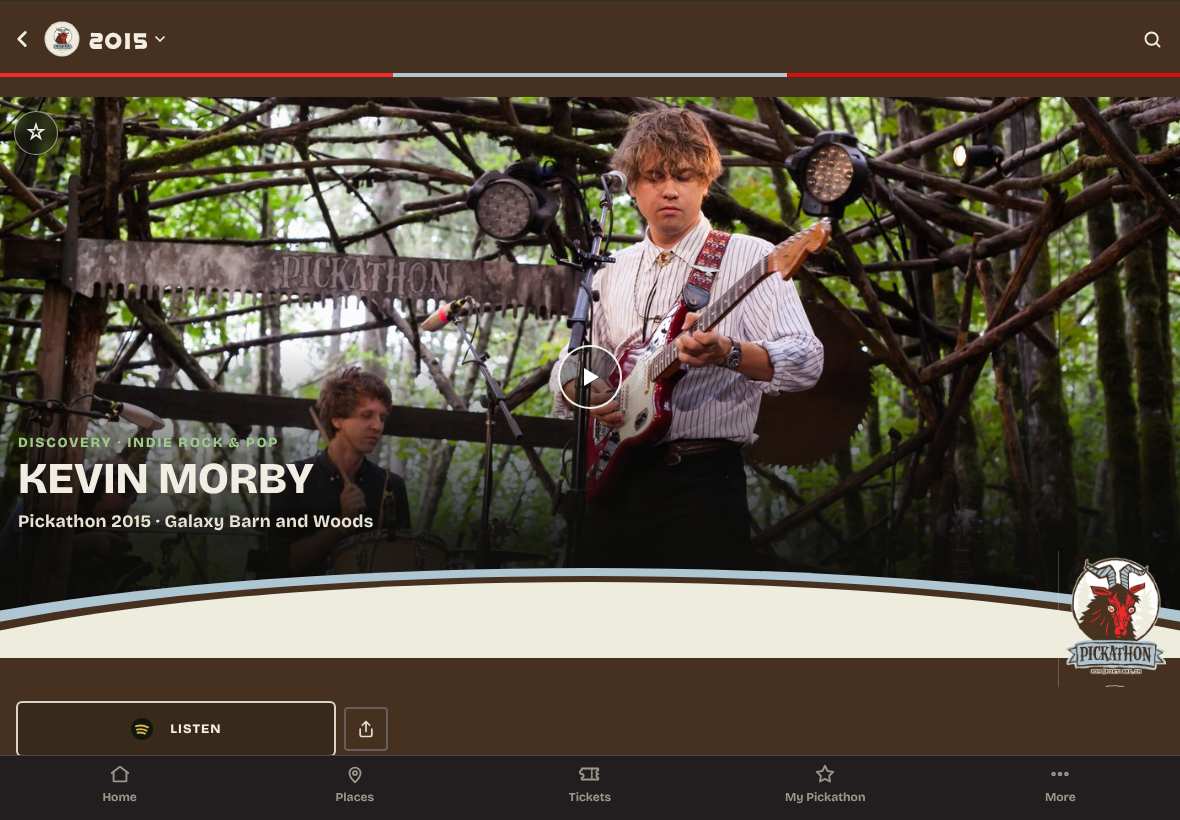 2015
PICKATHON
DISCOVERY · INDIE ROCK & POP
KEVIN MORBY
Pickathon 2015 · Galaxy Barn and Woods
PICKATHON
LISTEN
Home
Places
Tickets
My Pickathon
More